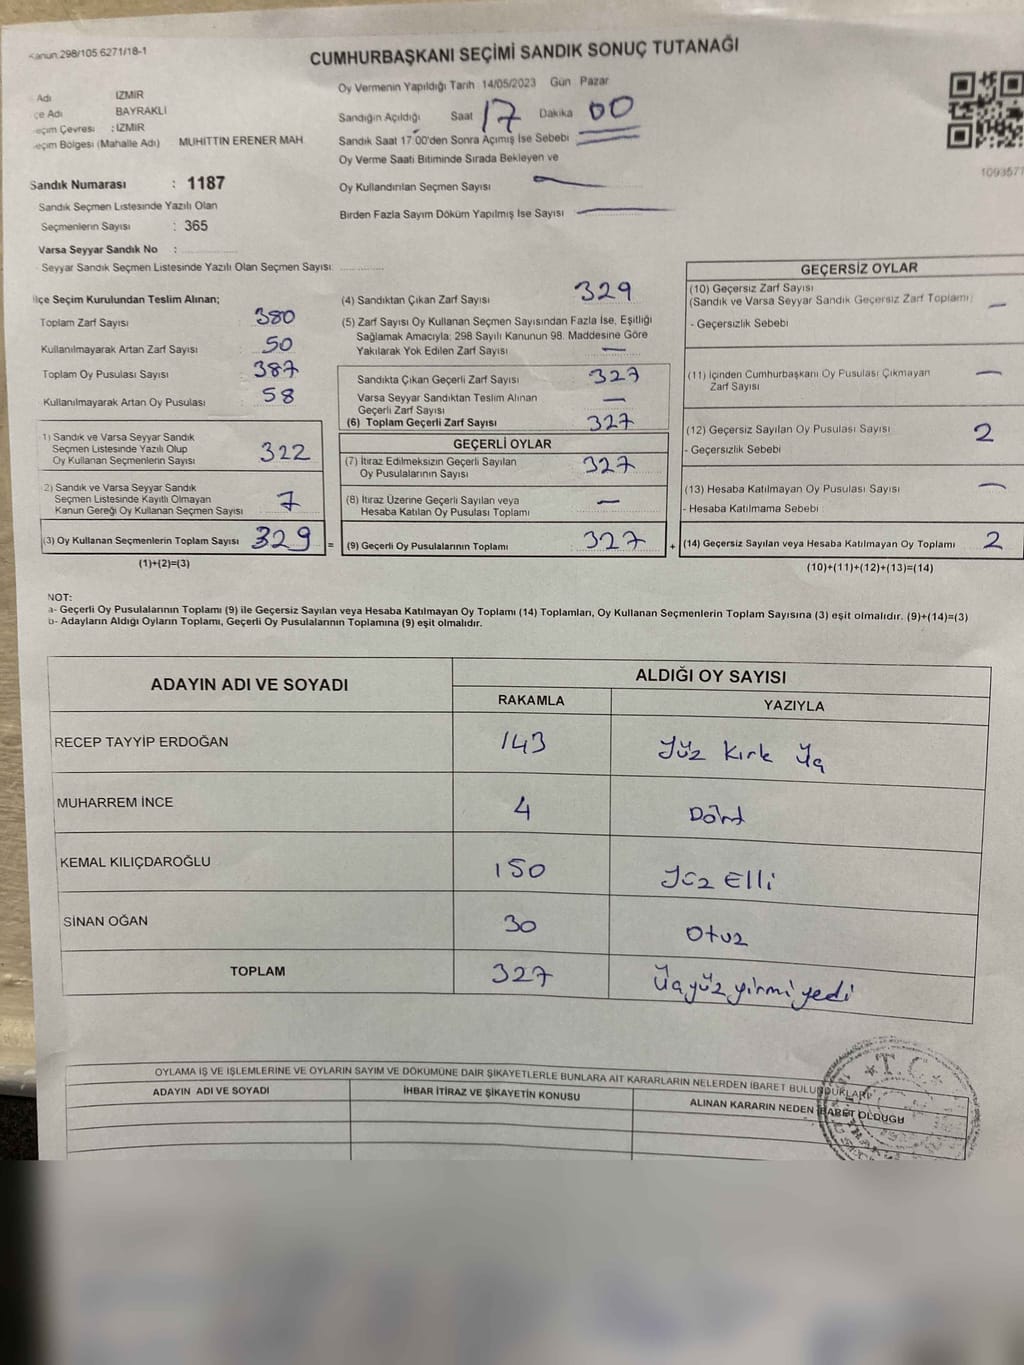 Kanun 298/105 6271/18-1
CUMHURBAŞKANI SEÇİMİ SANDIK SONUÇ TUTANAĞI
Oy Vermenin Yapıldığı Tarih 14/05/2023 Gün Pazar
Adı İZMİR
çe Adı BAYRAKLI
eçim Çevresi : İZMİR
eçim Bölgesi (Mahalle Adı) MUHİTTİN ERENER MAH
Sandık Numarası : 1187
Sandık Seçmen Listesinde Yazılı Olan
Seçmenlerin Sayısı : 365
Varsa Seyyar Sandık No :
Seyyar Sandık Seçmen Listesinde Yazılı Olan Seçmen Sayısı:
Sandığın Açıldığı Saat 17 Dakika 00
Sandık Saat 17:00'den Sonra Açımış İse Sebebi
Oy Verme Saati Bitiminde Sırada Bekleyen ve
Oy Kullandırılan Seçmen Sayısı —
Birden Fazla Sayım Döküm Yapılmış İse Sayısı —
1093577
İlçe Seçim Kurulundan Teslim Alınan;
Toplam Zarf Sayısı 380
Kullanılmayarak Artan Zarf Sayısı 50
Toplam Oy Pusulası Sayısı 387
Kullanılmayarak Artan Oy Pusulası 58
1) Sandık ve Varsa Seyyar Sandık
Seçmen Listesinde Yazılı Olup
Oy Kullanan Seçmenlerin Sayısı 322
2) Sandık ve Varsa Seyyar Sandık
Seçmen Listesinde Kayıtlı Olmayan
Kanun Gereği Oy Kullanan Seçmen Sayısı 7
(3) Oy Kullanan Seçmenlerin Toplam Sayısı 329 =
(1)+(2)=(3)
(4) Sandıktan Çıkan Zarf Sayısı 329
(5) Zarf Sayısı Oy Kullanan Seçmen Sayısından Fazla İse, Eşitliği
Sağlamak Amacıyla; 298 Sayılı Kanunun 98. Maddesine Göre
Yakılarak Yok Edilen Zarf Sayısı —
Sandıkta Çıkan Geçerli Zarf Sayısı 327
Varsa Seyyar Sandıktan Teslim Alınan
Geçerli Zarf Sayısı —
(6) Toplam Geçerli Zarf Sayısı 327
GEÇERLİ OYLAR
(7) İtiraz Edilmeksizin Geçerli Sayılan
Oy Pusulalarının Sayısı : 327
(8) İtiraz Üzerine Geçerli Sayılan veya
Hesaba Katılan Oy Pusulası Toplamı —
(9) Geçerli Oy Pusulalarının Toplamı : 327 +
GEÇERSİZ OYLAR
(10) Geçersiz Zarf Sayısı
(Sandık ve Varsa Seyyar Sandık Geçersiz Zarf Toplamı) —
- Geçersizlik Sebebi
(11) İçinden Cumhurbaşkanı Oy Pusulası Çıkmayan
Zarf Sayısı —
(12) Geçersiz Sayılan Oy Pusulası Sayısı 2
- Geçersizlik Sebebi
(13) Hesaba Katılmayan Oy Pusulası Sayısı —
- Hesaba Katılmama Sebebi
(14) Geçersiz Sayılan veya Hesaba Katılmayan Oy Toplamı 2
(10)+(11)+(12)+(13)=(14)
NOT:
a- Geçerli Oy Pusulalarının Toplamı (9) ile Geçersiz Sayılan veya Hesaba Katılmayan Oy Toplamı (14) Toplamları, Oy Kullanan Seçmenlerin Toplam Sayısına (3) eşit olmalıdır. (9)+(14)=(3)
b- Adayların Aldığı Oyların Toplamı, Geçerli Oy Pusulalarının Toplamına (9) eşit olmalıdır.
ADAYIN ADI VE SOYADI ALDIĞI OY SAYISI
RAKAMLA YAZIYLA
RECEP TAYYİP ERDOĞAN 143 Yüz Kırk Üç
MUHARREM İNCE 4 Dört
KEMAL KILIÇDAROĞLU 150 Yüz Elli
SİNAN OĞAN 30 Otuz
TOPLAM 327 Üçyüz yirmi yedi
OYLAMA İŞ VE İŞLEMLERİNE VE OYLARIN SAYIM VE DÖKÜMÜNE DAİR ŞİKAYETLERLE BUNLARA AİT KARARLARIN NELERDEN İBARET BULUNDUKLARI
ADAYIN ADI VE SOYADI İHBAR İTİRAZ VE ŞİKAYETİN KONUSU ALINAN KARARIN NEDEN İBARET OLDUĞU
T.C.